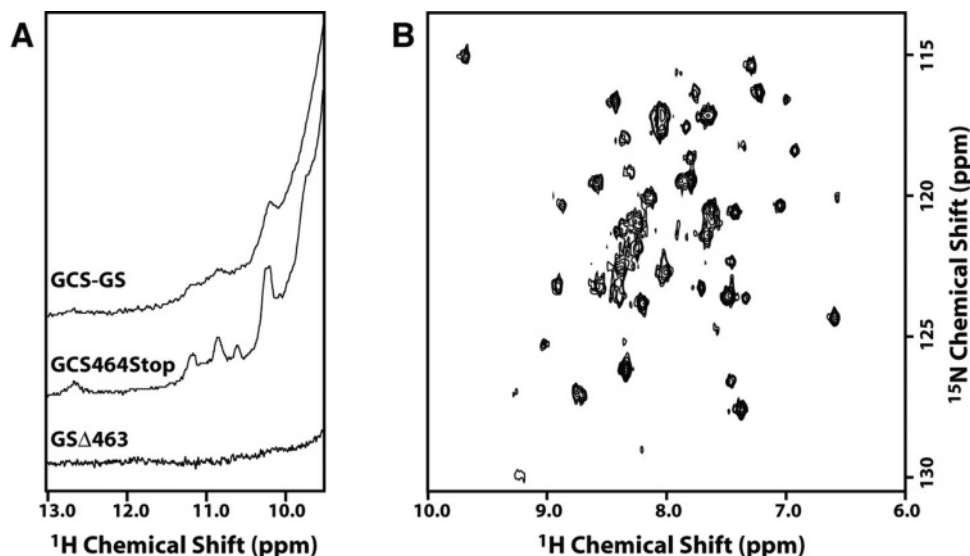 A
B
GCS-GS
GCS464Stop
GSΔ463
13.0 12.0 11.0 10.0
¹H Chemical Shift (ppm)
115
120
125
130
¹⁵N Chemical Shift (ppm)
10.0 9.0 8.0 7.0 6.0
¹H Chemical Shift (ppm)